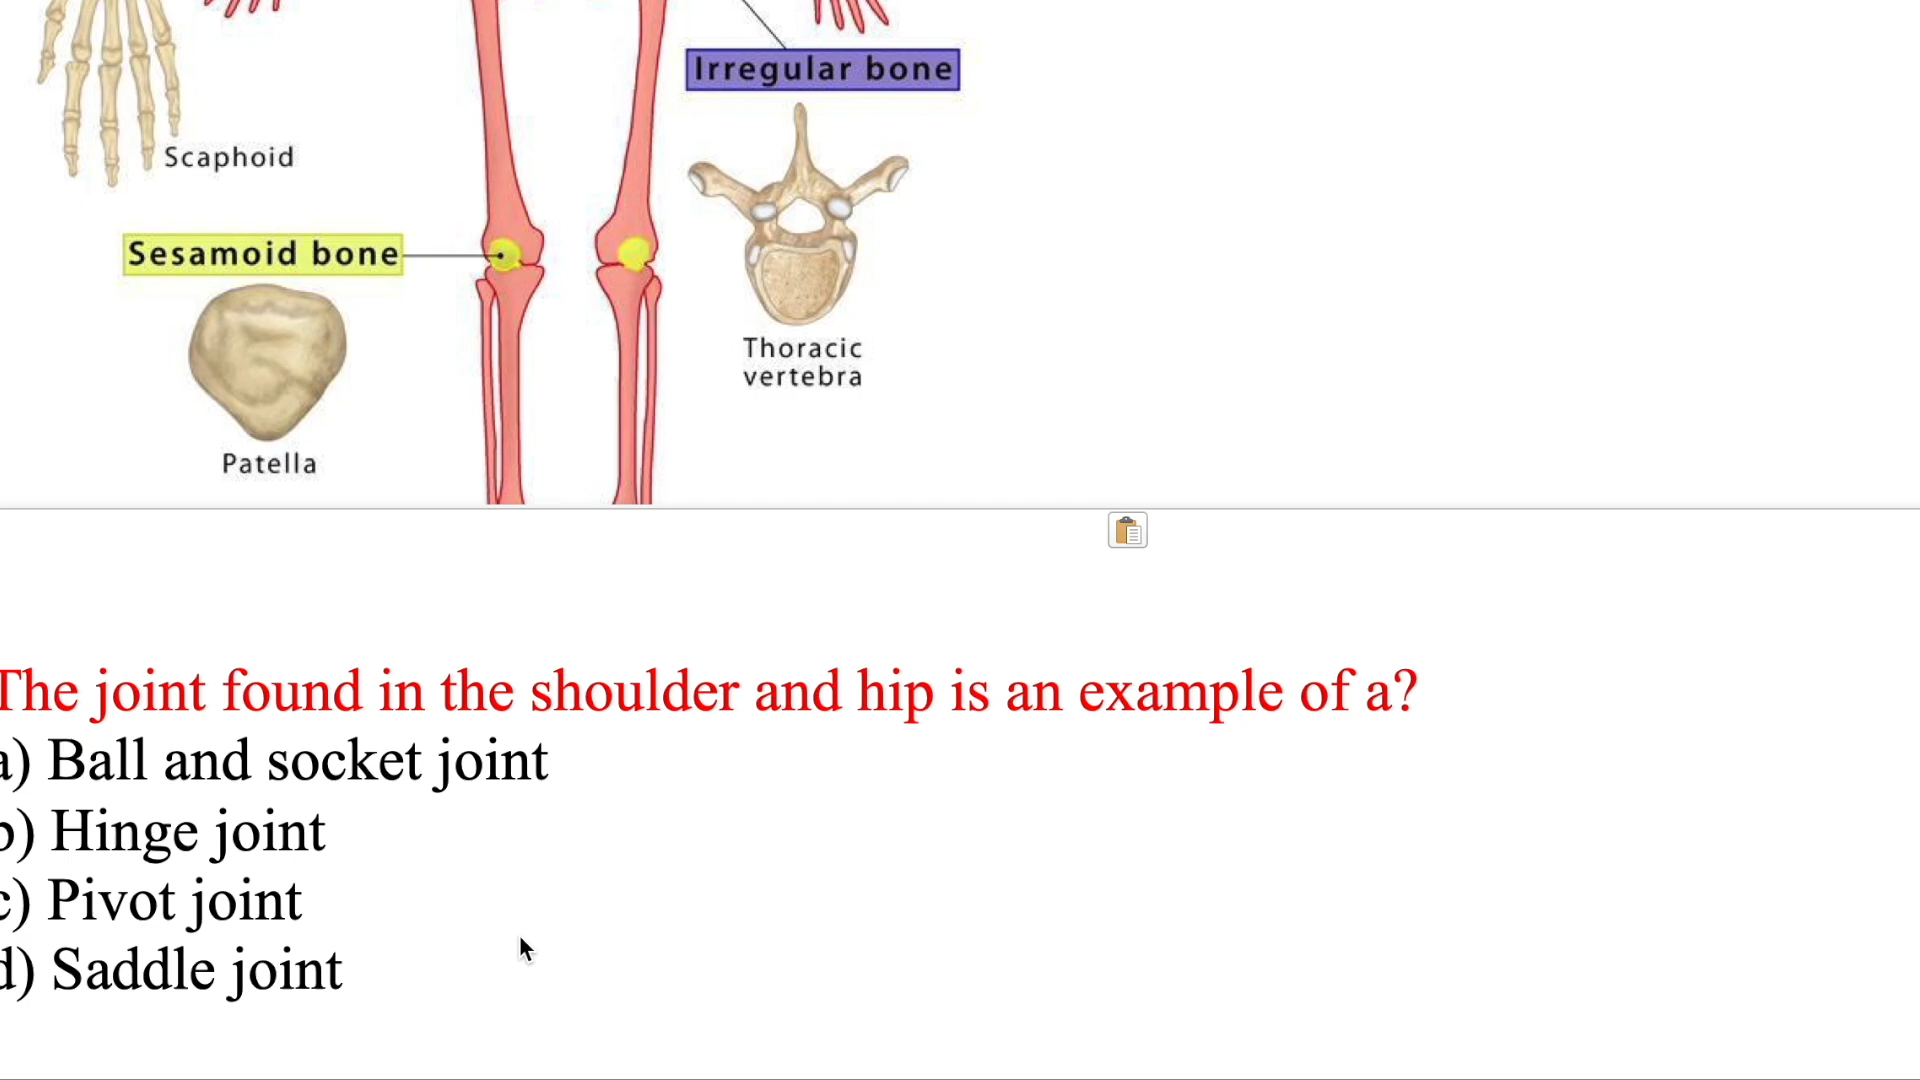 Irregular bone
Scaphoid
Sesamoid bone
Thoracic
vertebra
Patella
The joint found in the shoulder and hip is an example of a?
a) Ball and socket joint
b) Hinge joint
c) Pivot joint
d) Saddle joint